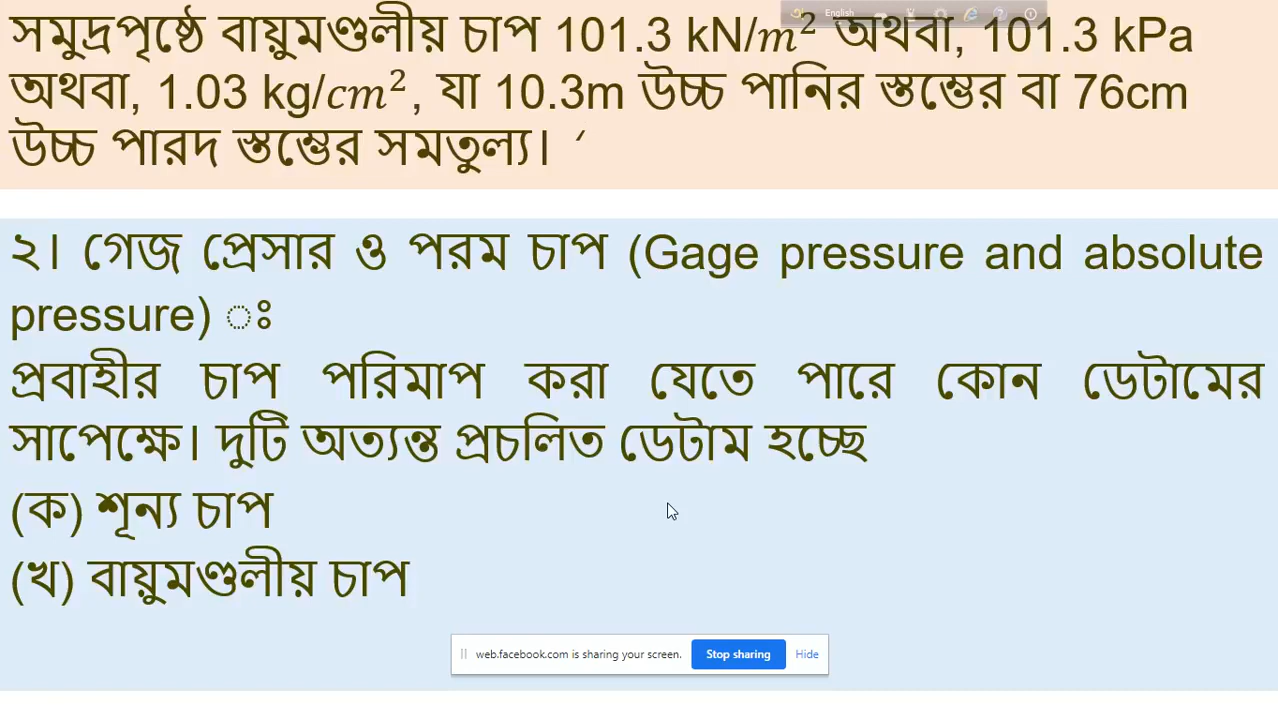 English
সমুদ্রপৃষ্ঠে বায়ুমণ্ডলীয় চাপ 101.3 kN/m² অথবা, 101.3 kPa
অথবা, 1.03 kg/cm², যা 10.3m উচ্চ পানির স্তম্ভের বা 76cm
উচ্চ পারদ স্তম্ভের সমতুল্য।
২। গেজ প্রেসার ও পরম চাপ (Gage pressure and absolute
pressure) ঃ
প্রবাহীর চাপ পরিমাপ করা যেতে পারে কোন ডেটামের
সাপেক্ষে। দুটি অত্যন্ত প্রচলিত ডেটাম হচ্ছে
(ক) শূন্য চাপ
(খ) বায়ুমণ্ডলীয় চাপ
web.facebook.com is sharing your screen. Stop sharing Hide